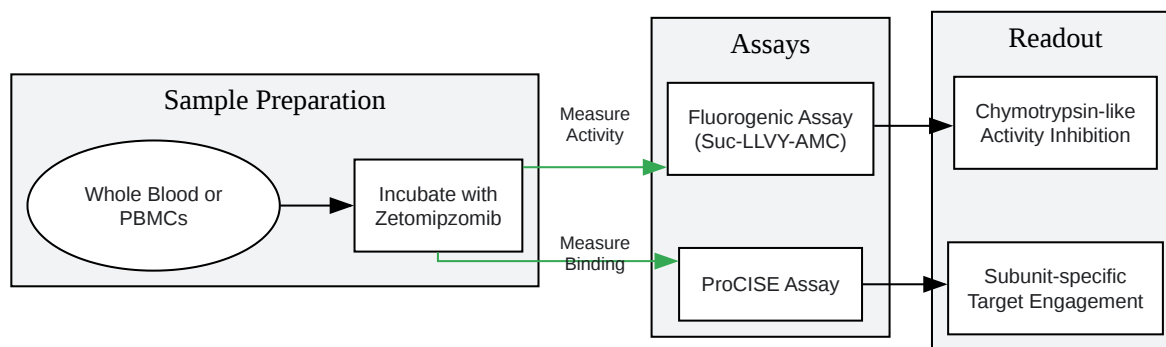 Sample Preparation
Whole Blood or
PBMCs
Incubate with
Zetomipzomib
Measure
Activity
Measure
Binding
Assays
Fluorogenic Assay
(Suc-LLVY-AMC)
ProCISE Assay
Readout
Chymotrypsin-like
Activity Inhibition
Subunit-specific
Target Engagement